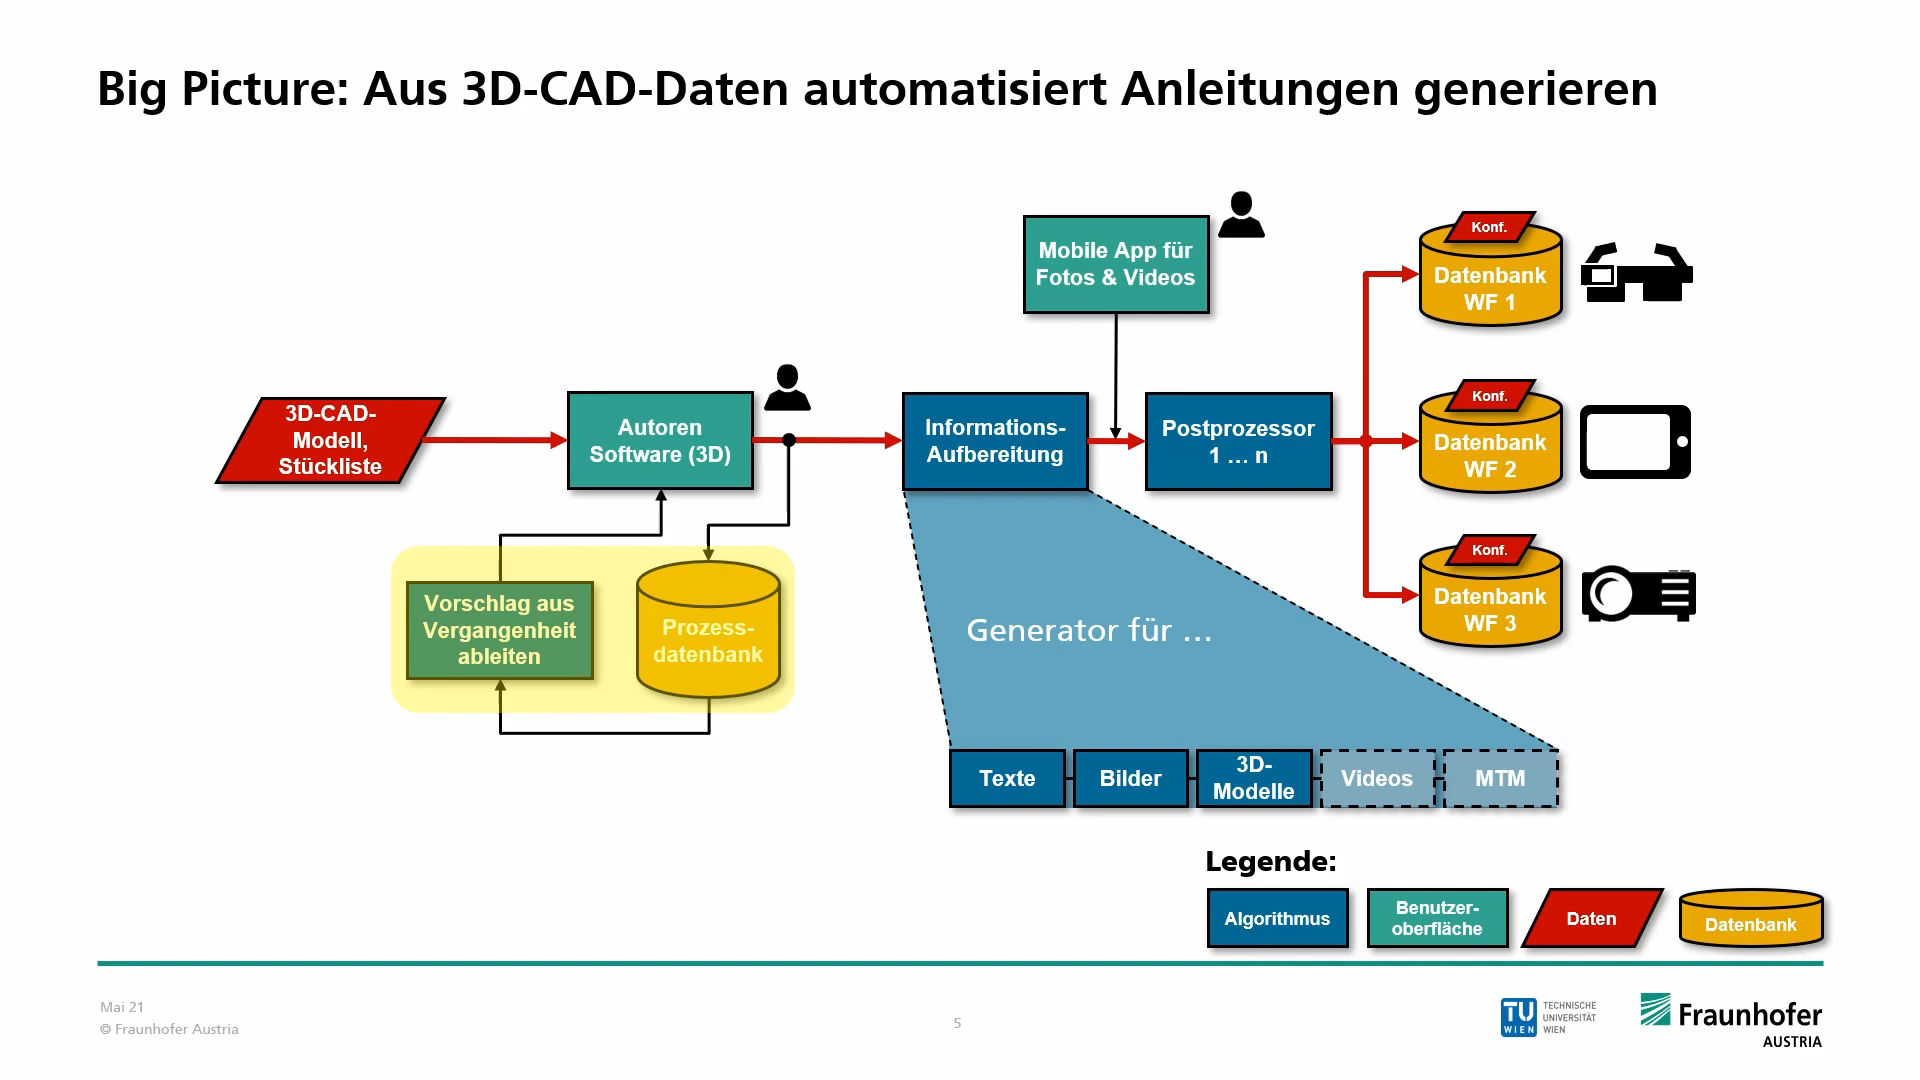 Big Picture: Aus 3D-CAD-Daten automatisiert Anleitungen generieren
Mobile App für
Fotos & Videos
Konf.
Datenbank
WF 1
3D-CAD-
Modell,
Stückliste
Autoren
Software (3D)
Informations-
Aufbereitung
Postprozessor
1 ... n
Konf.
Datenbank
WF 2
Vorschlag aus
Vergangenheit
ableiten
Prozess-
datenbank
Generator für ...
Konf.
Datenbank
WF 3
Texte
Bilder
3D-
Modelle
Videos
MTM
Legende:
Algorithmus
Benutzer-
oberfläche
Daten
Datenbank
Mai 21
© Fraunhofer Austria
5
TU
WIEN
TECHNISCHE
UNIVERSITÄT
WIEN
Fraunhofer
AUSTRIA